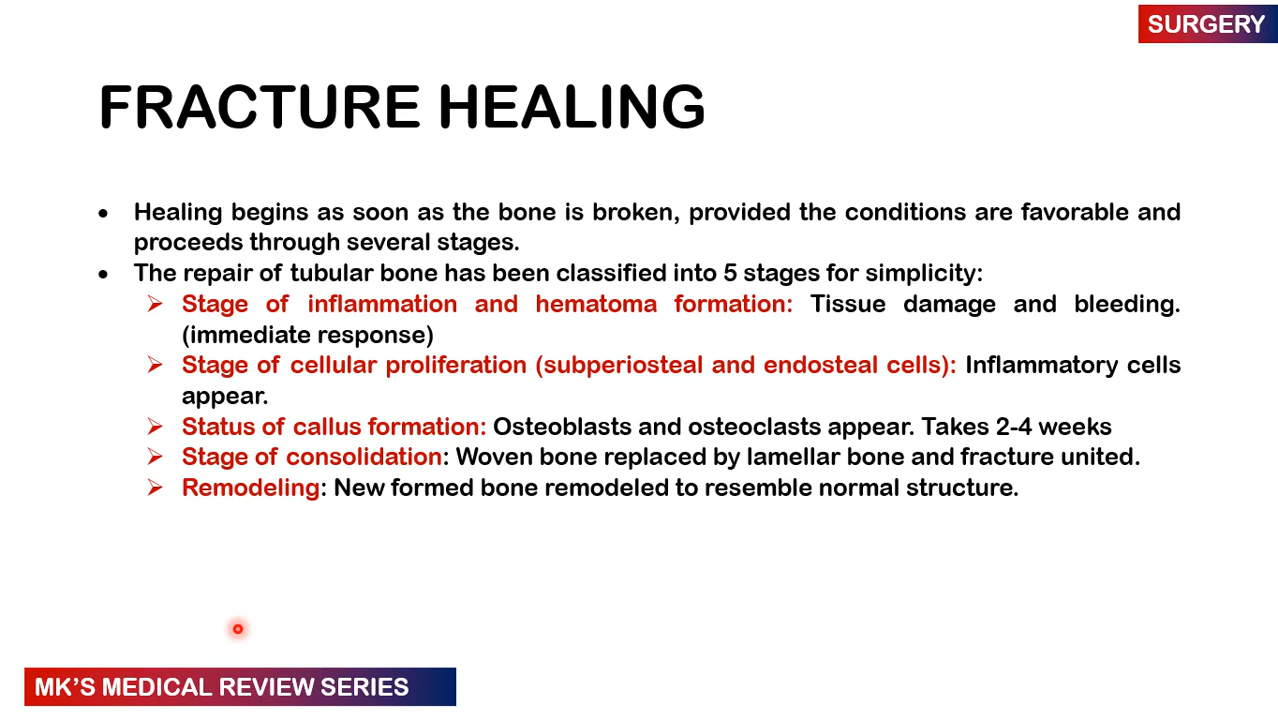 SURGERY
FRACTURE HEALING
• Healing begins as soon as the bone is broken, provided the conditions are favorable and
proceeds through several stages.
• The repair of tubular bone has been classified into 5 stages for simplicity:
➢ Stage of inflammation and hematoma formation: Tissue damage and bleeding.
(immediate response)
➢ Stage of cellular proliferation (subperiosteal and endosteal cells): Inflammatory cells
appear.
➢ Status of callus formation: Osteoblasts and osteoclasts appear. Takes 2-4 weeks
➢ Stage of consolidation: Woven bone replaced by lamellar bone and fracture united.
➢ Remodeling: New formed bone remodeled to resemble normal structure.
MK'S MEDICAL REVIEW SERIES